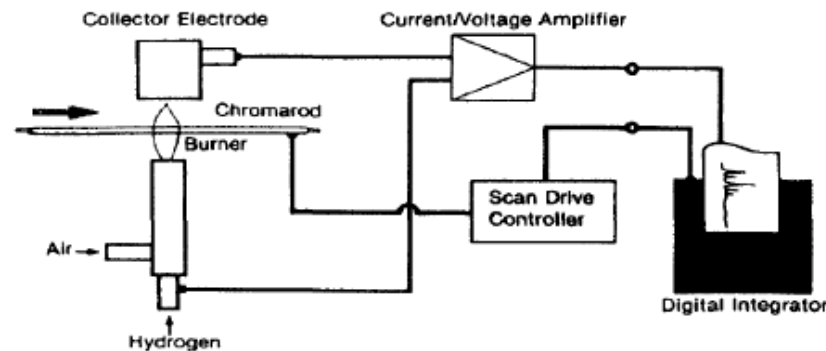 Collector Electrode
Current/Voltage Amplifier
Chromarod
Burner
Scan Drive
Controller
Air
Digital Integrator
Hydrogen